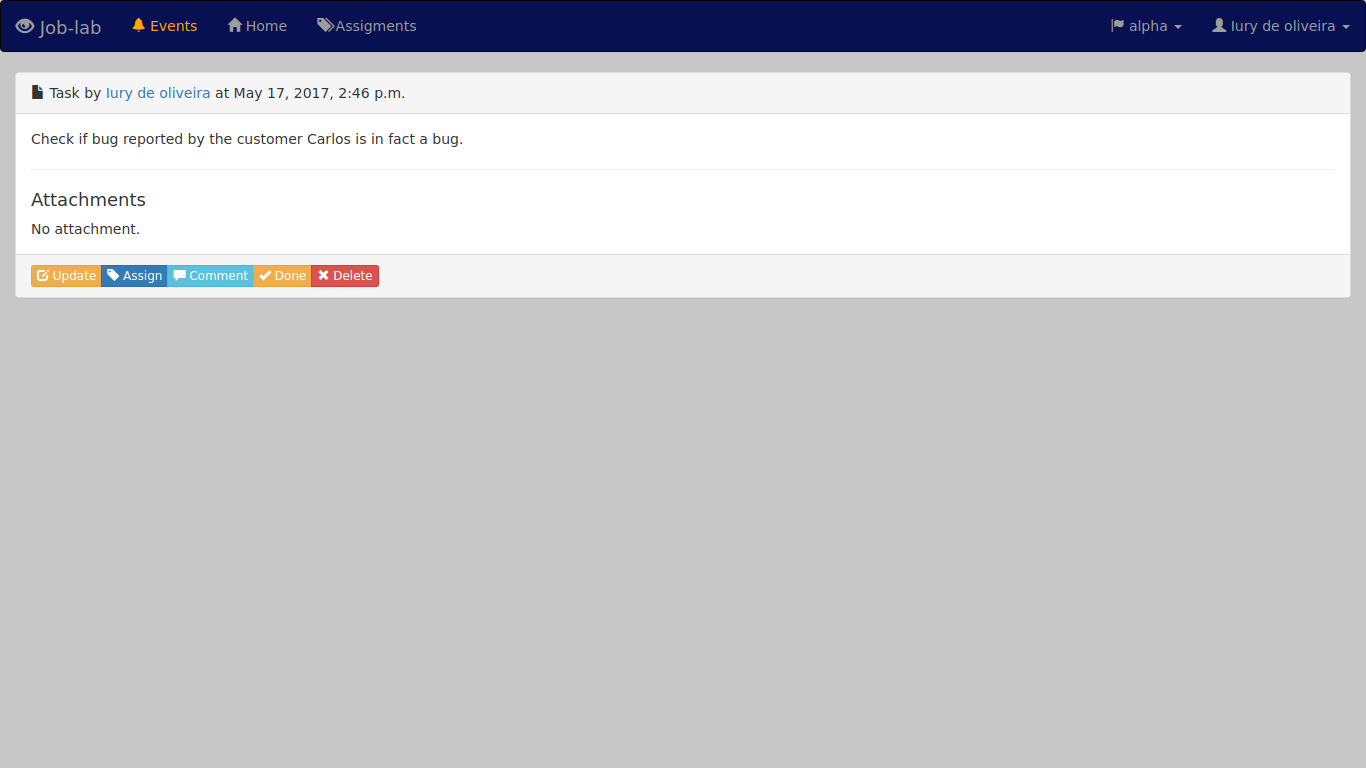 Job-lab Events Home Assigments alpha Iury de oliveira
Task by Iury de oliveira at May 17, 2017, 2:46 p.m.
Check if bug reported by the customer Carlos is in fact a bug.
Attachments
No attachment.
Update Assign Comment Done Delete